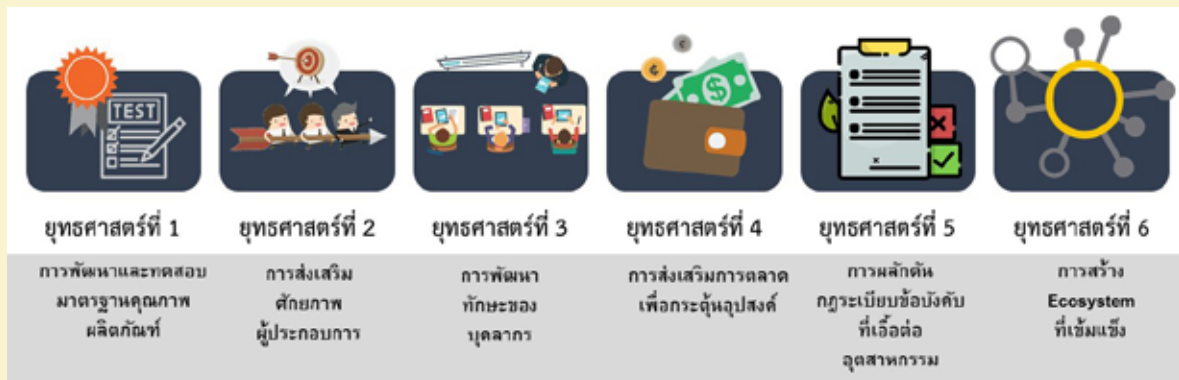 TEST
ยุทธศาสตร์ที่ 1
การพัฒนาและทดสอบ
มาตรฐานคุณภาพ
ผลิตภัณฑ์
ยุทธศาสตร์ที่ 2
การส่งเสริม
ศักยภาพ
ผู้ประกอบการ
ยุทธศาสตร์ที่ 3
การพัฒนา
ทักษะของ
บุคลากร
ยุทธศาสตร์ที่ 4
การส่งเสริมการตลาด
เพื่อกระตุ้นอุปสงค์
ยุทธศาสตร์ที่ 5
การผลักดัน
กฎระเบียบข้อบังคับ
ที่เอื้อต่อ
อุตสาหกรรม
ยุทธศาสตร์ที่ 6
การสร้าง
Ecosystem
ที่เข้มแข็ง